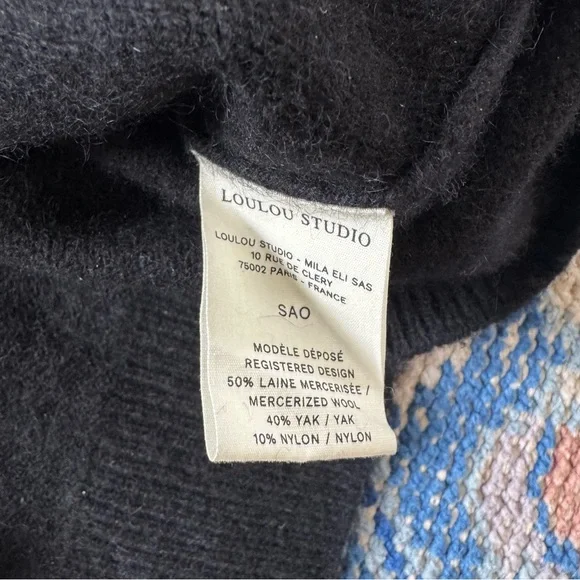 LOULOU STUDIO
LOULOU STUDIO - MILA ELI SAS
10 RUE DE CLERY
75002 PARIS - FRANCE
SAO
MODÈLE DÉPOSÉ
REGISTERED DESIGN
50% LAINE MERCERISÉE /
MERCERIZED WOOL
40% YAK / YAK
10% NYLON / NYLON